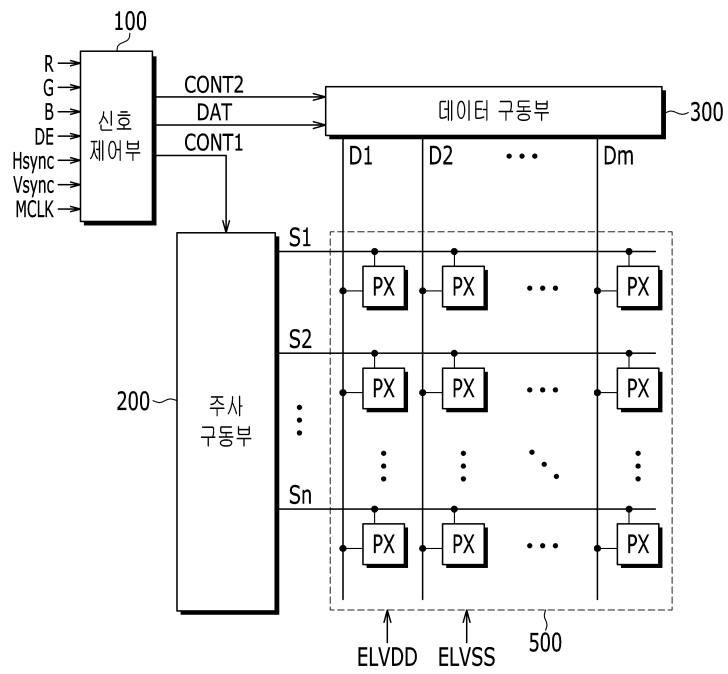 100
R
G
B
DE
Hsync
Vsync
MCLK
신호
제어부
CONT2
DAT
CONT1
데이터 구동부
300
D1
D2
Dm
200
주사
구동부
S1
S2
Sn
PX
PX
PX
PX
PX
PX
PX
PX
PX
ELVDD
ELVSS
500